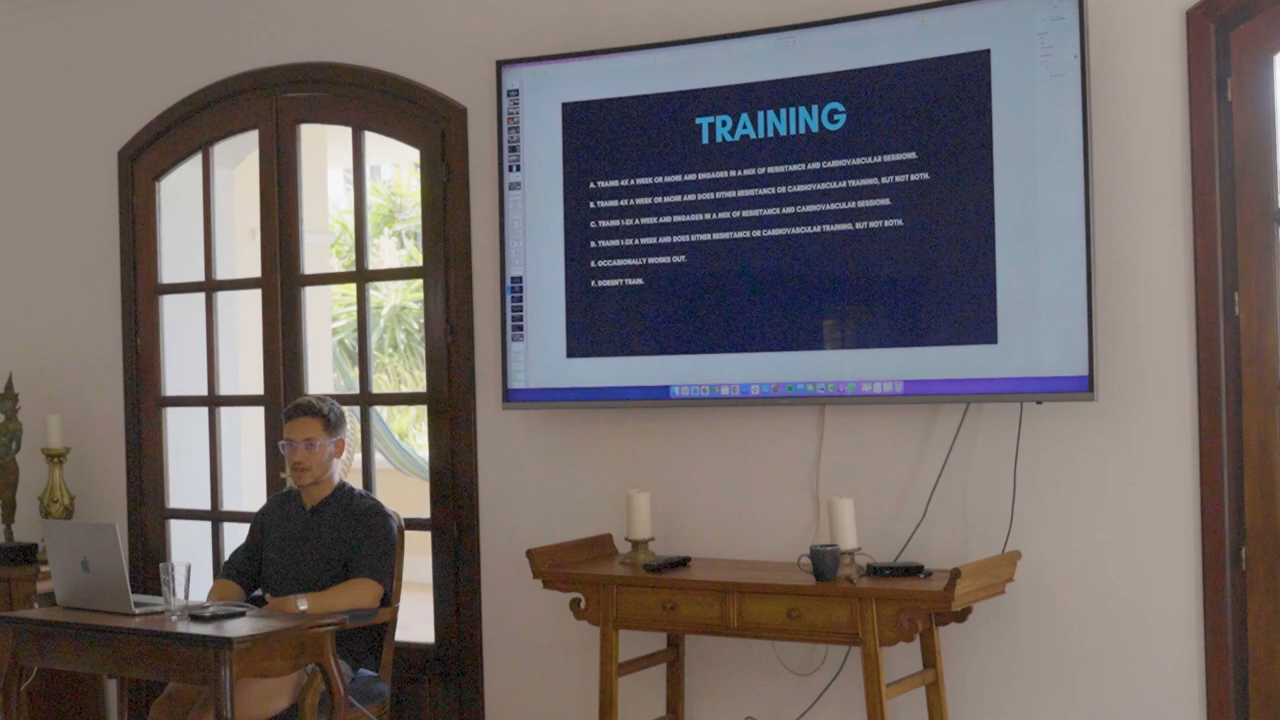 TRAINING
A. TRAINS 4X A WEEK OR MORE AND ENGAGES IN A MIX OF RESISTANCE AND CARDIOVASCULAR SESSIONS.
B. TRAINS 4X A WEEK OR MORE AND DOES EITHER RESISTANCE OR CARDIOVASCULAR TRAINING, BUT NOT BOTH.
C. TRAINS 1-2X A WEEK AND ENGAGES IN A MIX OF RESISTANCE AND CARDIOVASCULAR SESSIONS.
D. TRAINS 1-2X A WEEK AND DOES EITHER RESISTANCE OR CARDIOVASCULAR TRAINING, BUT NOT BOTH.
E. OCCASIONALLY WORKS OUT.
F. DOESN'T TRAIN.